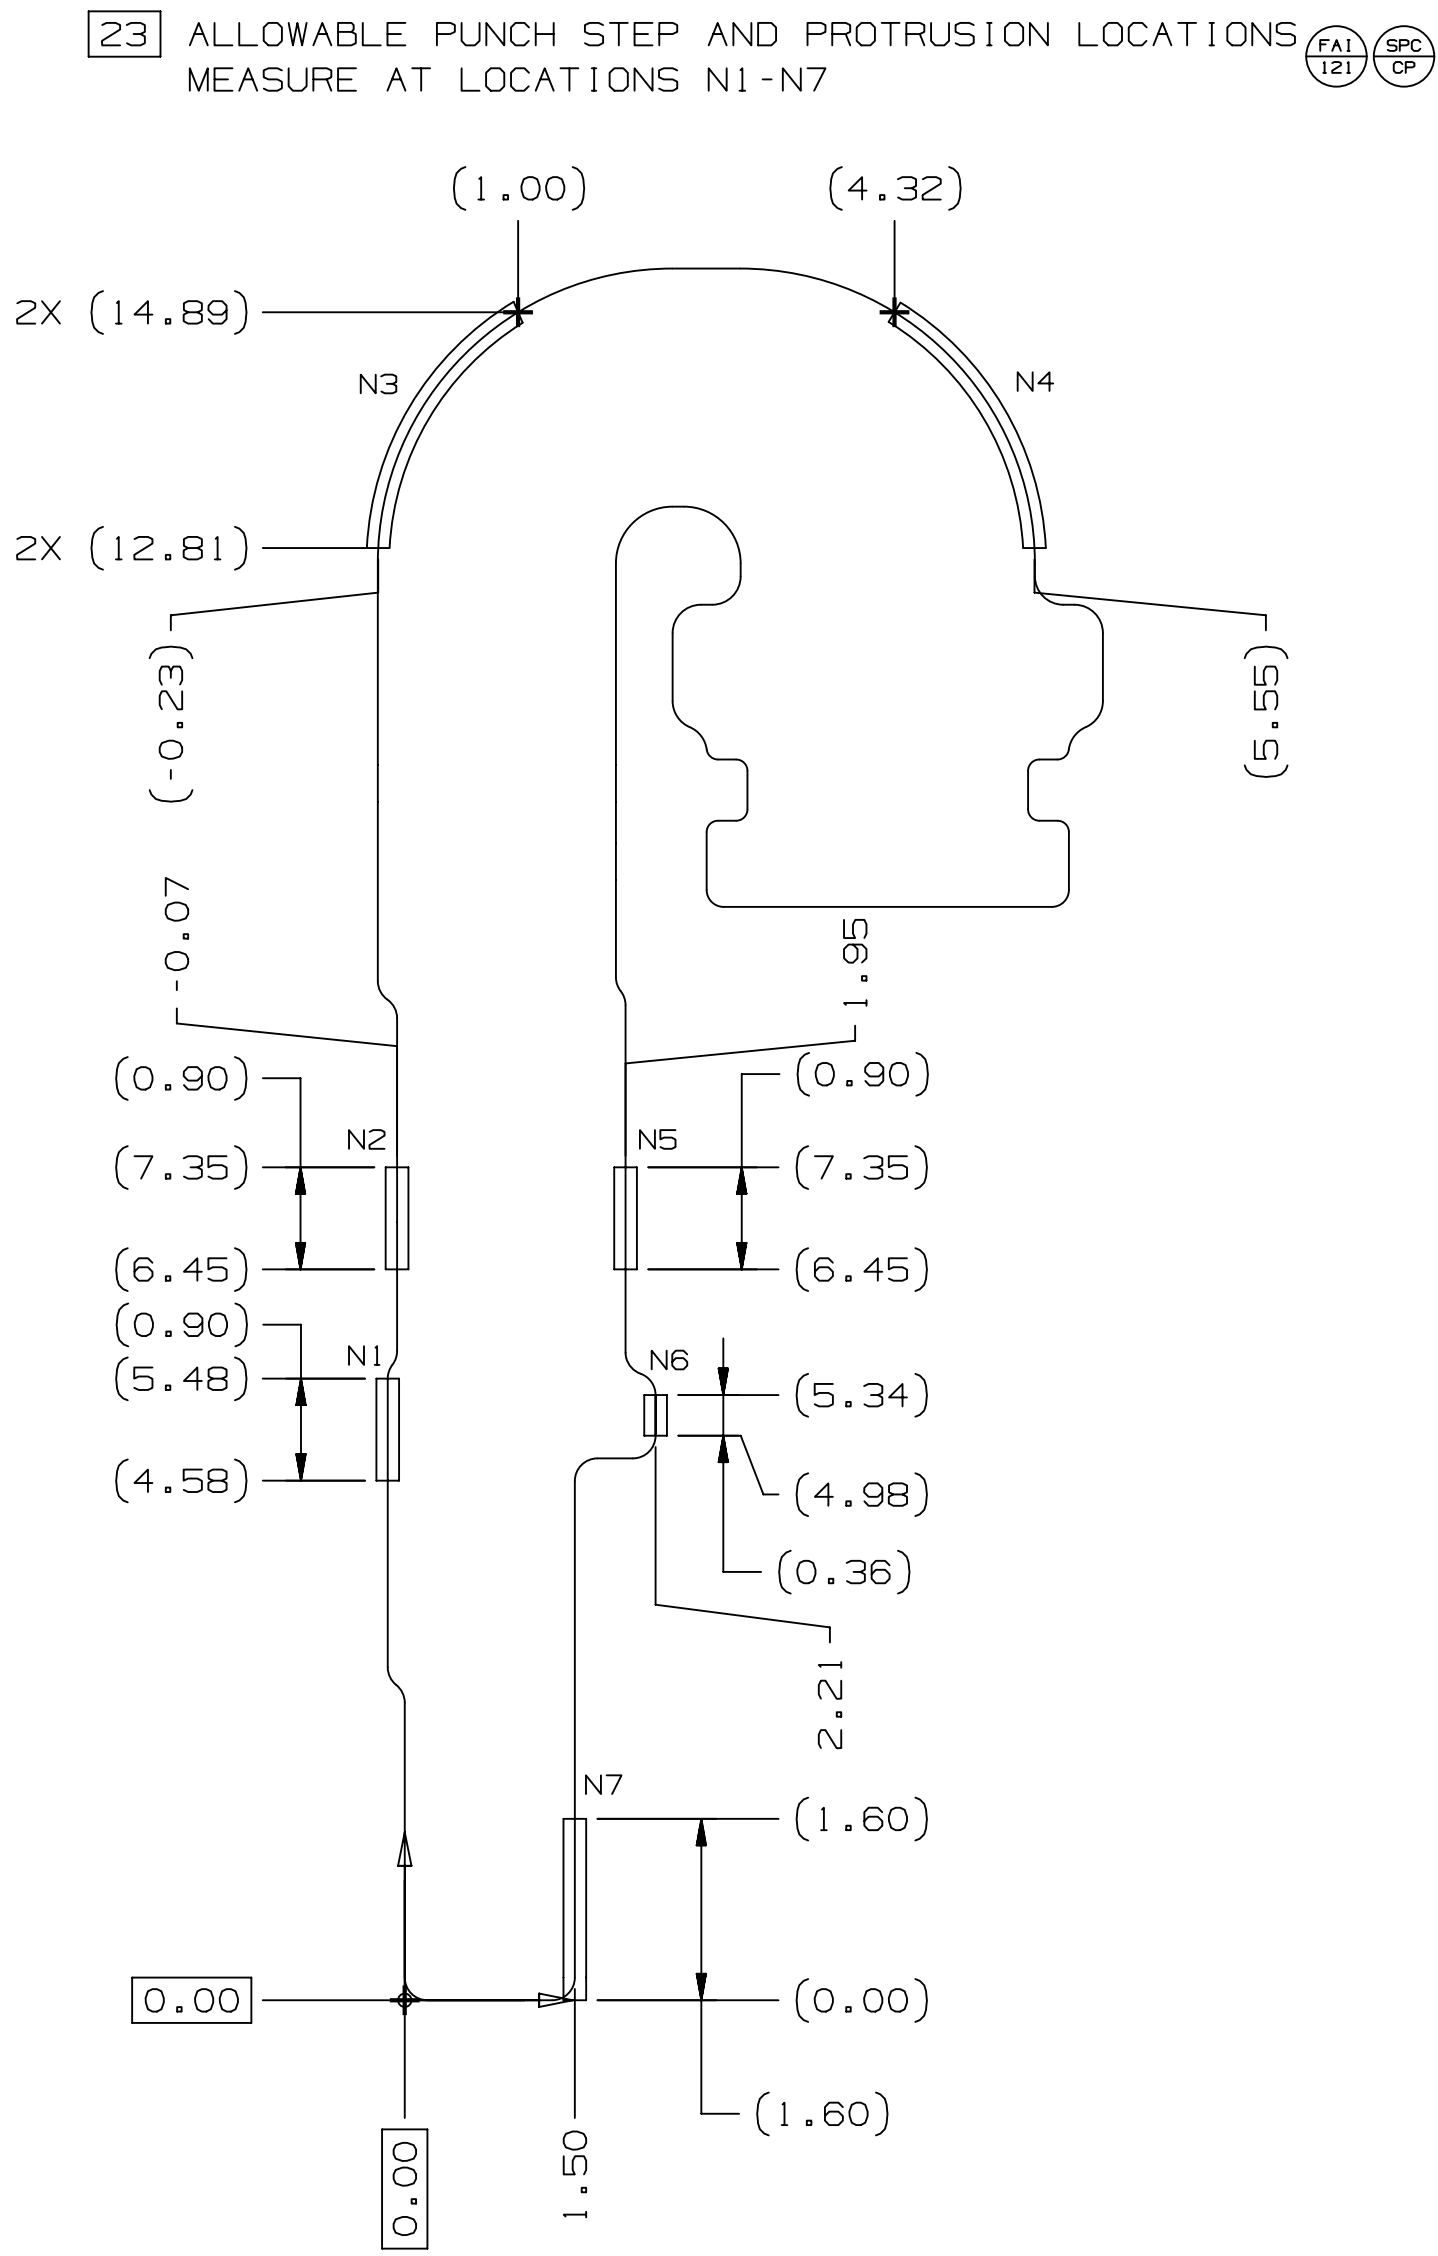 23 ALLOWABLE PUNCH STEP AND PROTRUSION LOCATIONS
MEASURE AT LOCATIONS N1-N7
FAI
121
SPC
CP
(1.00)
(4.32)
2X (14.89)
N3
N4
2X (12.81)
(-0.23)
(5.55)
-0.07
1.95
(0.90)
(0.90)
N2
N5
(7.35)
(7.35)
(6.45)
(6.45)
(0.90)
N1
N6
(5.48)
(5.34)
(4.58)
(4.98)
(0.36)
2.21
N7
(1.60)
0.00
(0.00)
(1.60)
0.00
1.50